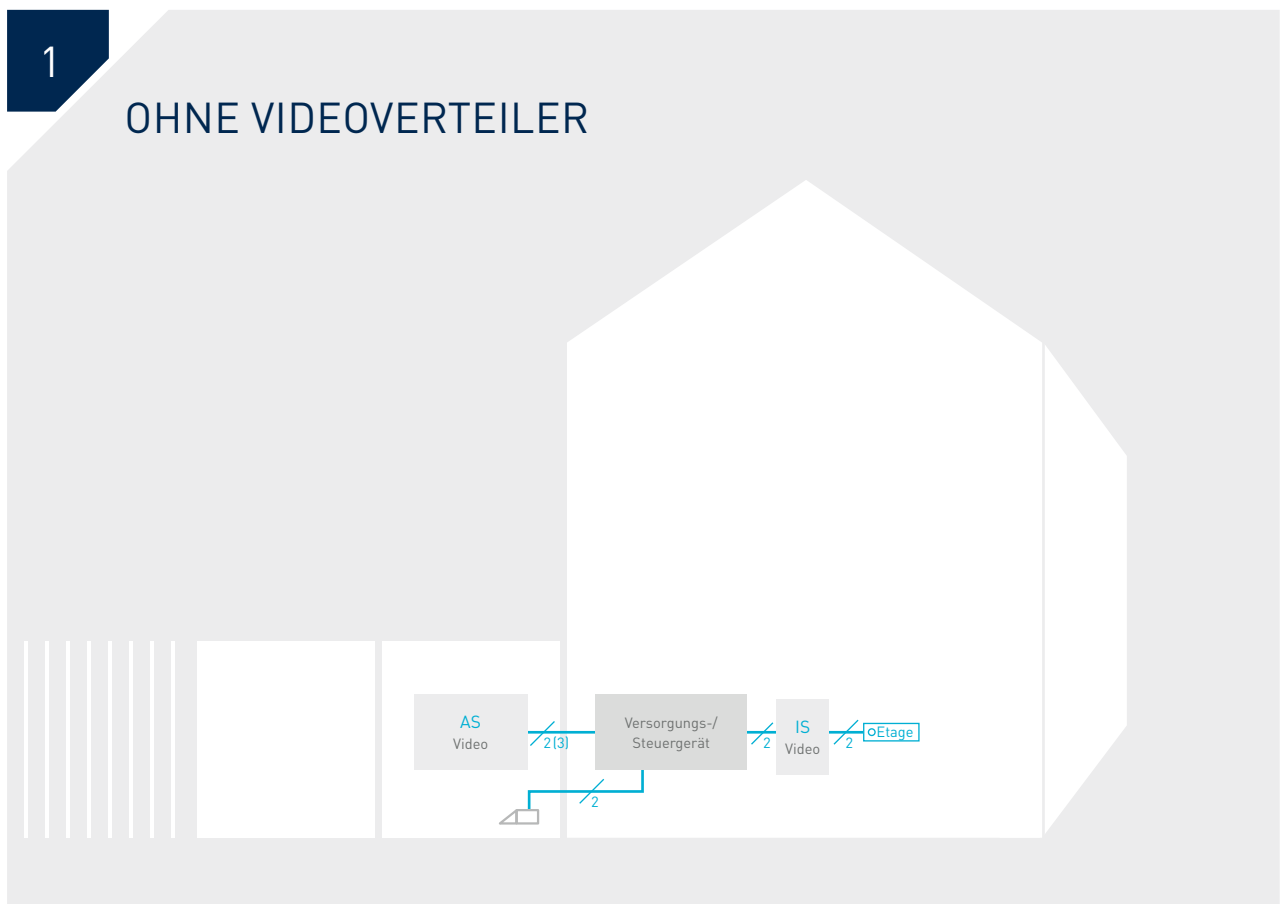 1
OHNE VIDEOVERTEILER
AS
Video
2(3)
Versorgungs-/
Steuergerät
2
IS
Video
2
Etage
2